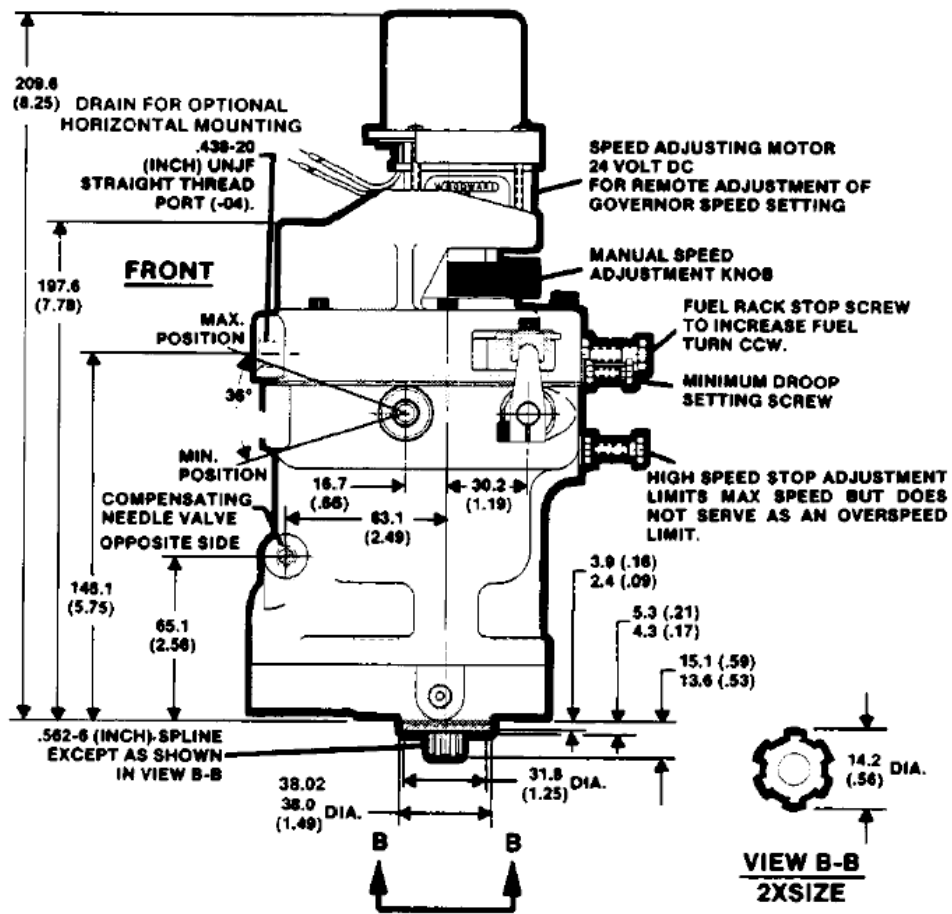 209.6
(8.25)
DRAIN FOR OPTIONAL
HORIZONTAL MOUNTING
.438-20
(INCH) UNJF
STRAIGHT THREAD
PORT (-04).
SPEED ADJUSTING MOTOR
24 VOLT DC
FOR REMOTE ADJUSTMENT OF
GOVERNOR SPEED SETTING
197.6
(7.78)
FRONT
MANUAL SPEED
ADJUSTMENT KNOB
MAX.
POSITION
FUEL RACK STOP SCREW
TO INCREASE FUEL
TURN CCW.
36°
MINIMUM DROOP
SETTING SCREW
MIN.
POSITION
16.7
(.66)
30.2
(1.19)
HIGH SPEED STOP ADJUSTMENT
LIMITS MAX SPEED BUT DOES
NOT SERVE AS AN OVERSPEED
LIMIT.
COMPENSATING
NEEDLE VALVE
OPPOSITE SIDE
63.1
(2.49)
146.1
(5.75)
65.1
(2.56)
3.9 (.16)
2.4 (.09)
5.3 (.21)
4.3 (.17)
15.1 (.59)
13.6 (.53)
.562-6 (INCH) SPLINE
EXCEPT AS SHOWN
IN VIEW B-B
38.02
38.0 DIA.
(1.49)
31.8
(1.25) DIA.
14.2
(.56) DIA.
B B
VIEW B-B
2XSIZE